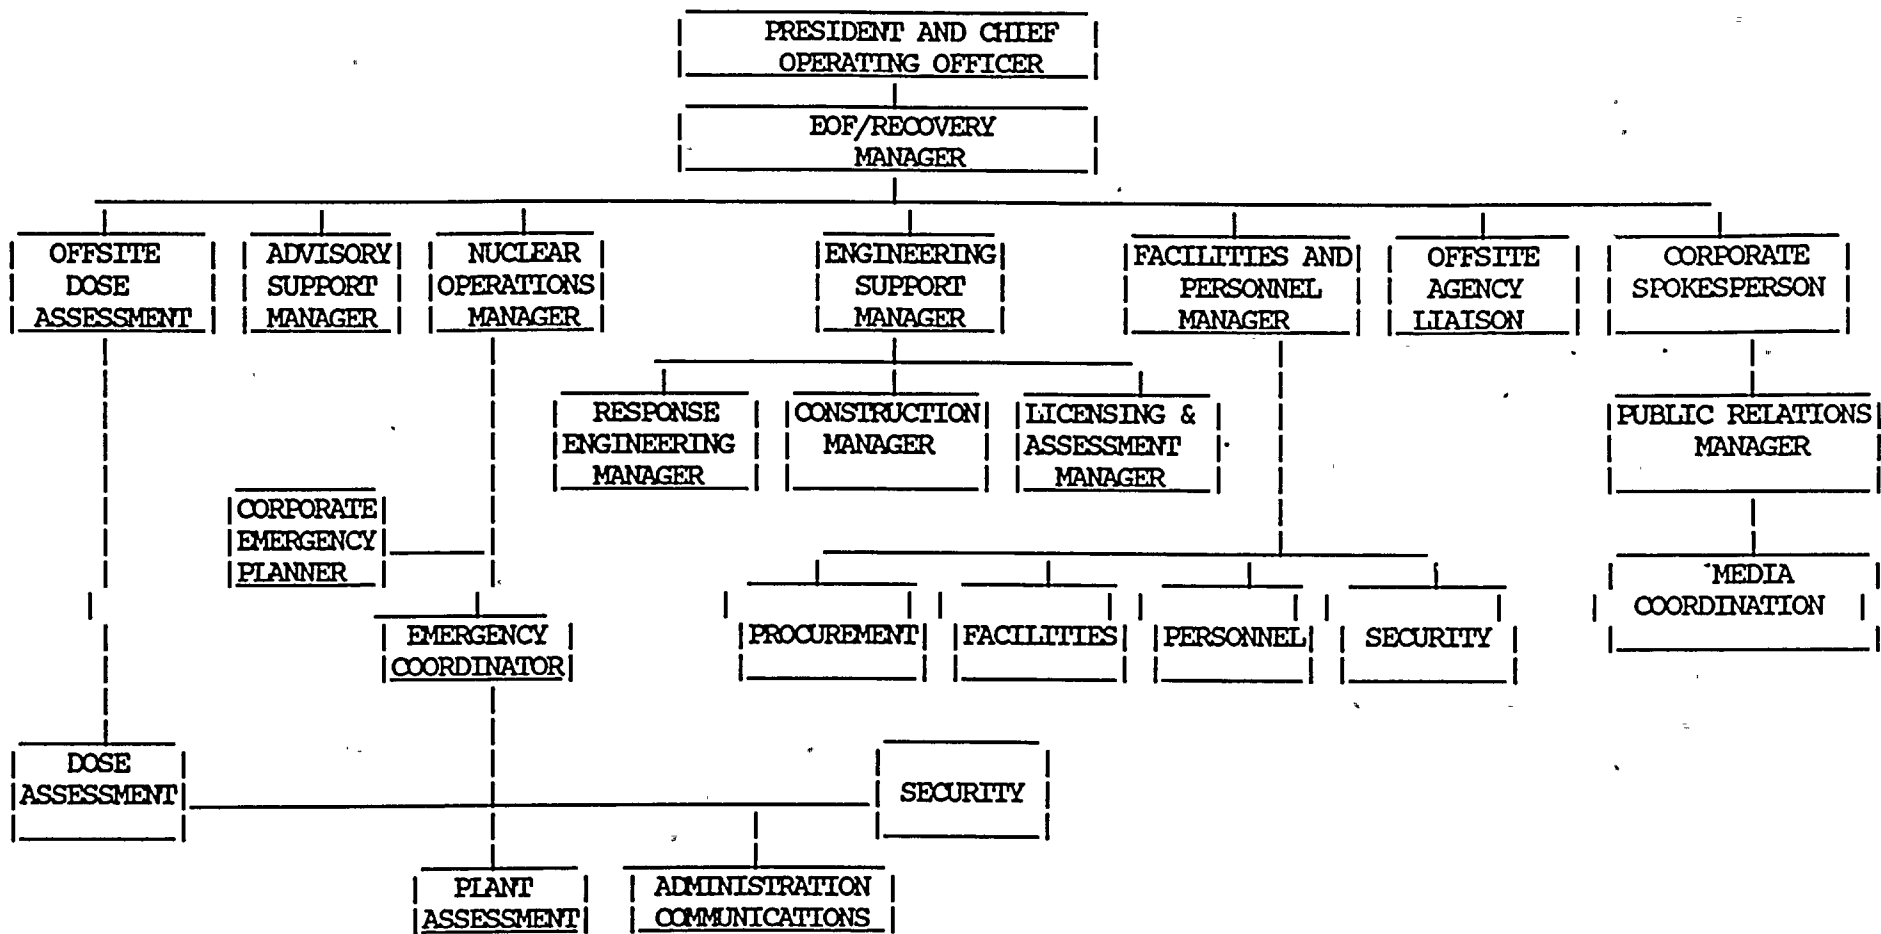 PRESIDENT AND CHIEF
OPERATING OFFICER
EOF/RECOVERY
MANAGER
OFFSITE
DOSE
ASSESSMENT
ADVISORY
SUPPORT
MANAGER
NUCLEAR
OPERATIONS
MANAGER
ENGINEERING
SUPPORT
MANAGER
FACILITIES AND
PERSONNEL
MANAGER
OFFSITE
AGENCY
LIAISON
CORPORATE
SPOKESPERSON
RESPONSE
ENGINEERING
MANAGER
CONSTRUCTION
MANAGER
LICENSING &
ASSESSMENT
MANAGER
PUBLIC RELATIONS
MANAGER
CORPORATE
EMERGENCY
PLANNER
EMERGENCY
COORDINATOR
PROCUREMENT
FACILITIES
PERSONNEL
SECURITY
MEDIA
COORDINATION
DOSE
ASSESSMENT
SECURITY
PLANT
ASSESSMENT
ADMINISTRATION
COMMUNICATIONS